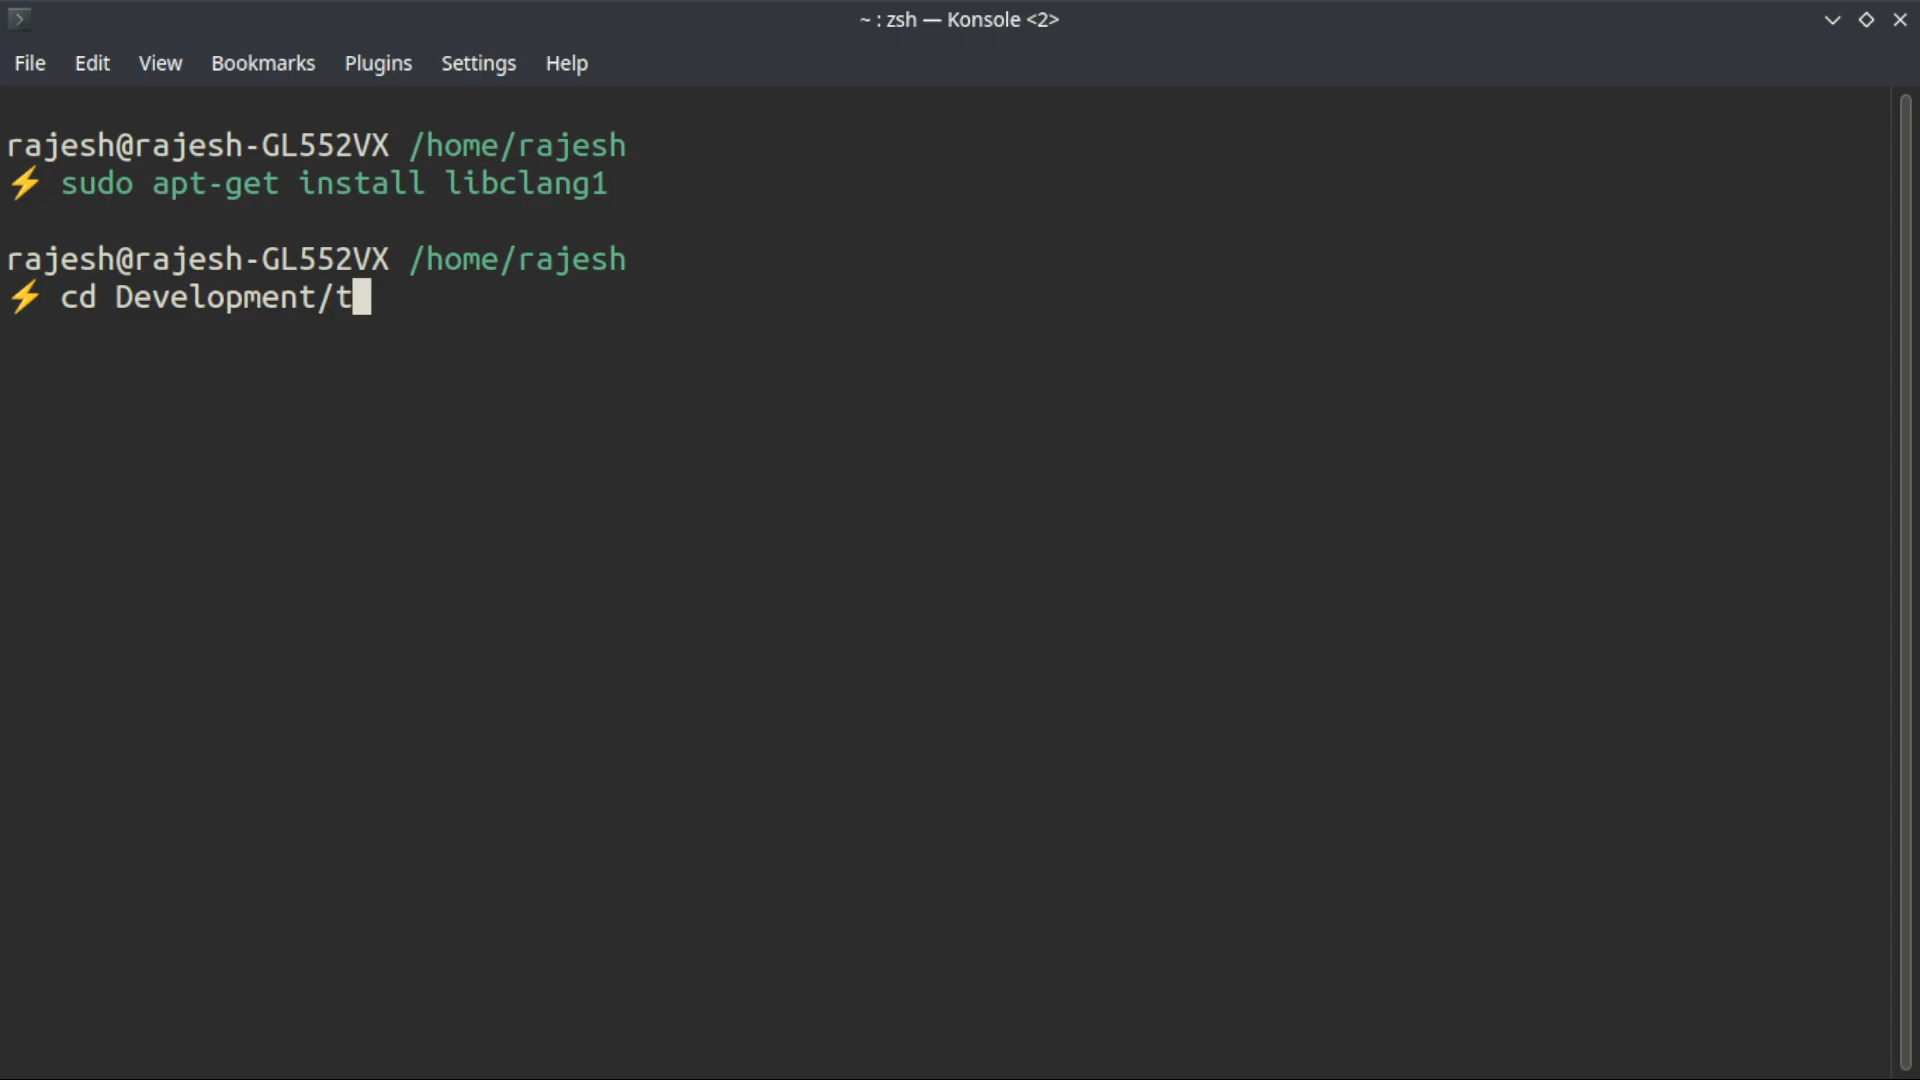 ~ : zsh — Konsole <2>
File Edit View Bookmarks Plugins Settings Help
rajesh@rajesh-GL552VX /home/rajesh
⚡ sudo apt-get install libclang1
rajesh@rajesh-GL552VX /home/rajesh
⚡ cd Development/t